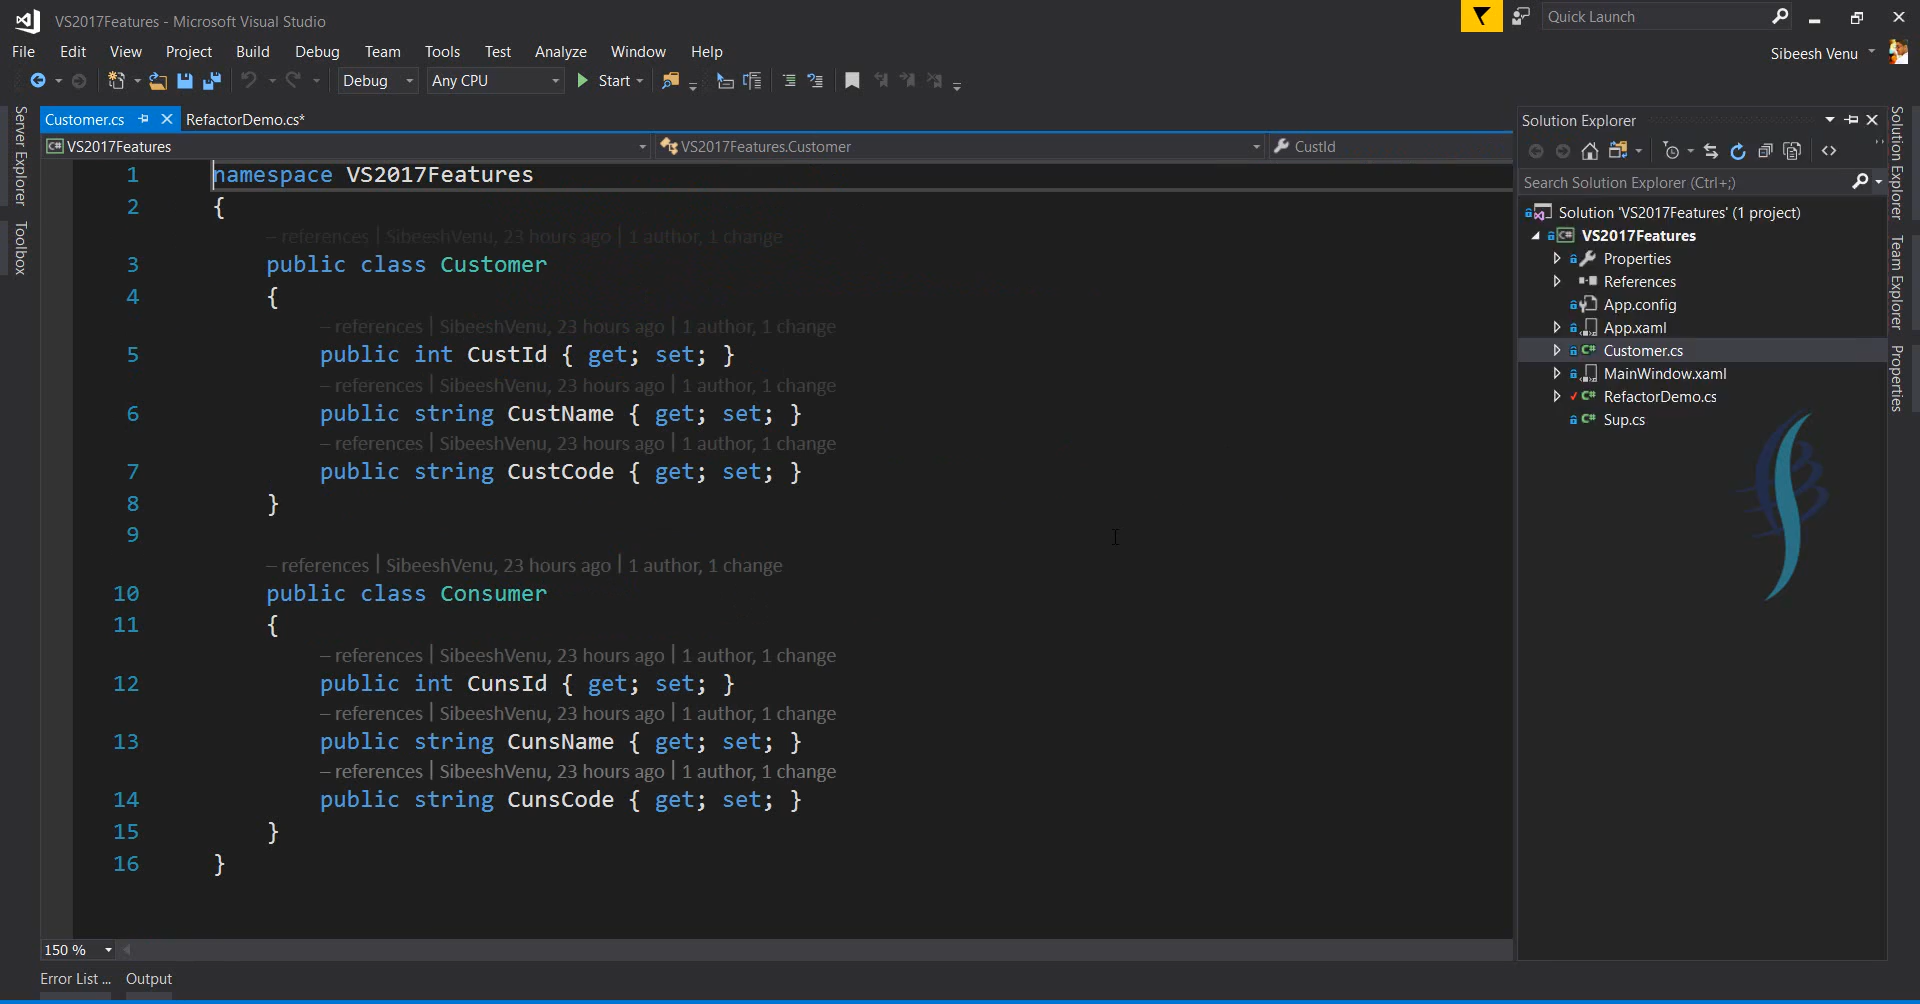 VS2017Features - Microsoft Visual Studio
Quick Launch
File Edit View Project Build Debug Team Tools Test Analyze Window Help
Sibeesh Venu
Debug Any CPU Start
Server Explorer
Toolbox
Customer.cs RefactorDemo.cs*
VS2017Features VS2017Features.Customer CustId
1 namespace VS2017Features
2 {
– references | SibeeshVenu, 23 hours ago | 1 author, 1 change
3 public class Customer
4 {
– references | SibeeshVenu, 23 hours ago | 1 author, 1 change
5 public int CustId { get; set; }
– references | SibeeshVenu, 23 hours ago | 1 author, 1 change
6 public string CustName { get; set; }
– references | SibeeshVenu, 23 hours ago | 1 author, 1 change
7 public string CustCode { get; set; }
8 }
9
– references | SibeeshVenu, 23 hours ago | 1 author, 1 change
10 public class Consumer
11 {
– references | SibeeshVenu, 23 hours ago | 1 author, 1 change
12 public int CunsId { get; set; }
– references | SibeeshVenu, 23 hours ago | 1 author, 1 change
13 public string CunsName { get; set; }
– references | SibeeshVenu, 23 hours ago | 1 author, 1 change
14 public string CunsCode { get; set; }
15 }
16 }
150 %
Error List ... Output
Solution Explorer
Search Solution Explorer (Ctrl+;)
Solution 'VS2017Features' (1 project)
VS2017Features
Properties
References
App.config
App.xaml
Customer.cs
MainWindow.xaml
RefactorDemo.cs
Sup.cs
Solution Explorer
Team Explorer
Properties